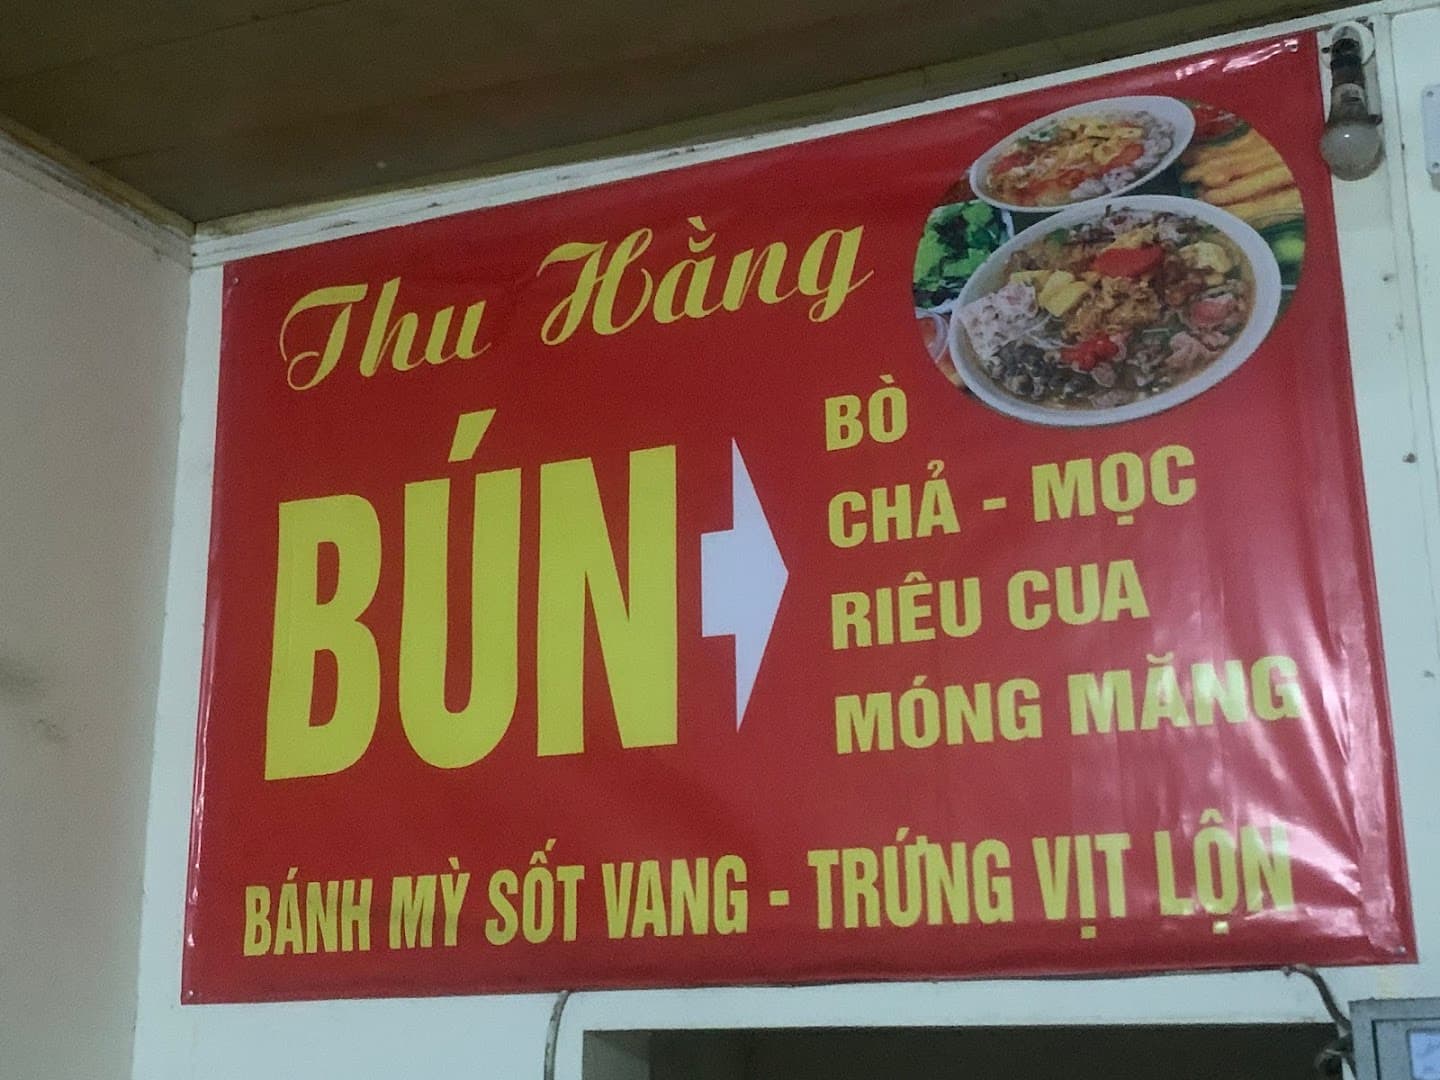 Thu Hằng
BÚN
BÒ
CHẢ - MỌC
RIÊU CUA
MÓNG MĂNG
BÁNH MỲ SỐT VANG - TRỨNG VỊT LỘN